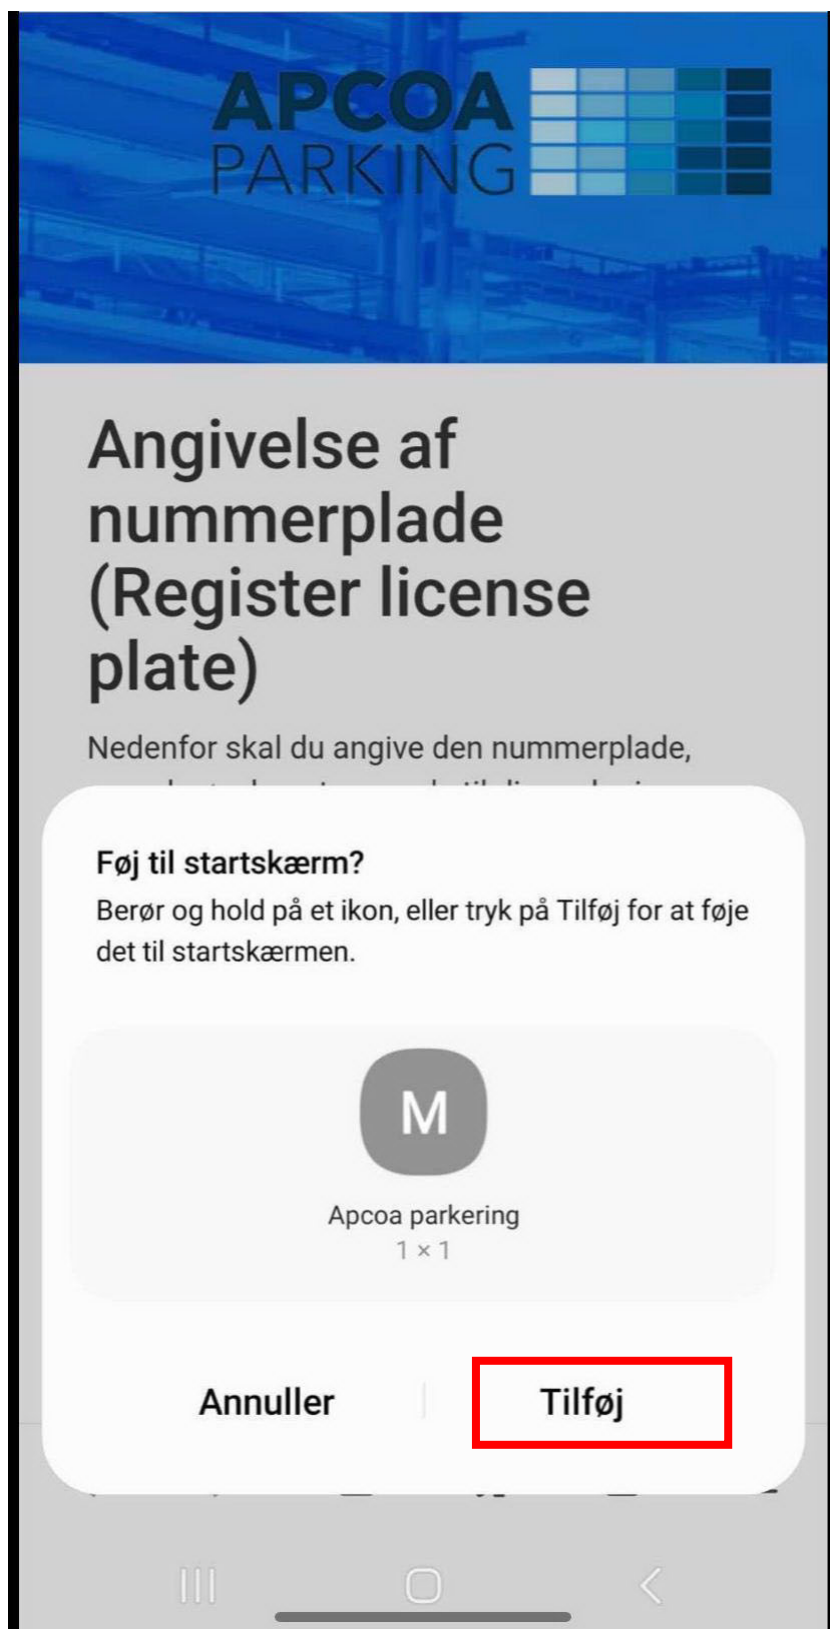 APCOA
PARKING
Angivelse af
nummerplade
(Register license
plate)
Nedenfor skal du angive den nummerplade,
Føj til startskærm?
Berør og hold på et ikon, eller tryk på Tilføj for at føje
det til startskærmen.
M
Apcoa parkering
1 × 1
Annuller
Tilføj